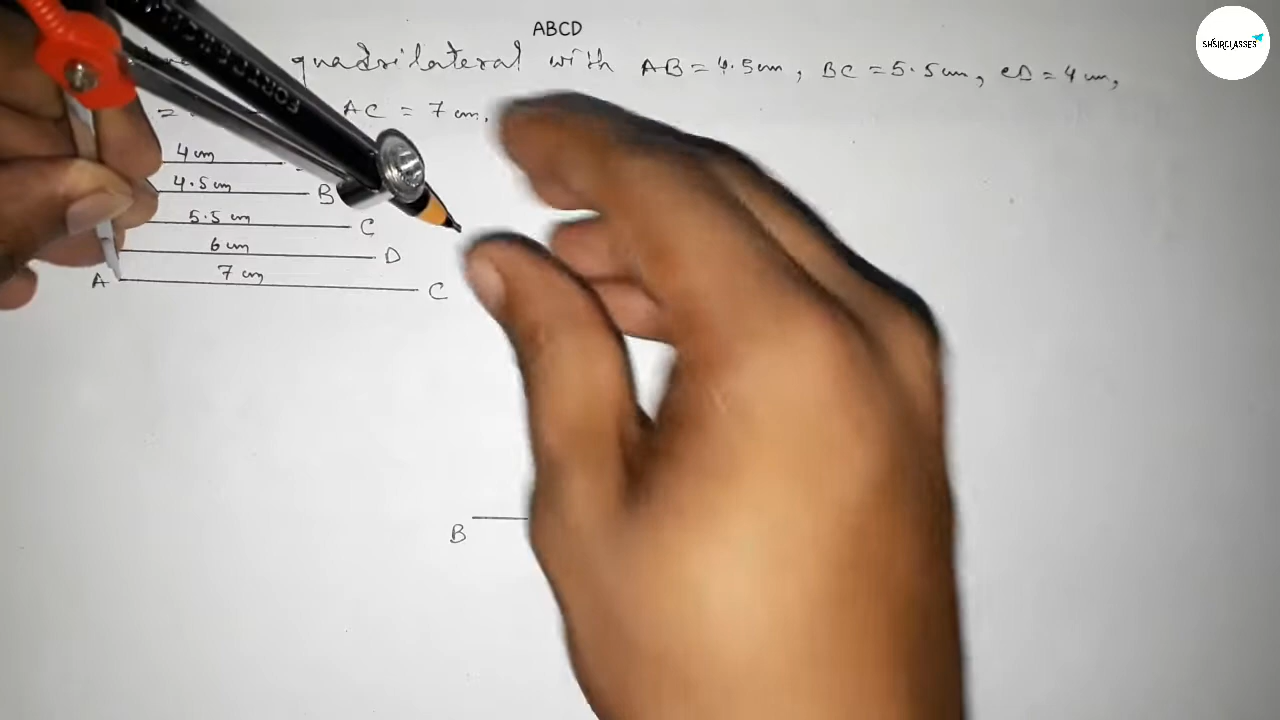 ABCD
SHSIRCLASSES
quadrilateral with AB = 4.5 cm, BC = 5.5 cm, CD = 4 cm,
= AC = 7 cm.
4 cm
4.5 cm B
5.5 cm C
6 cm D
A 7 cm C
B